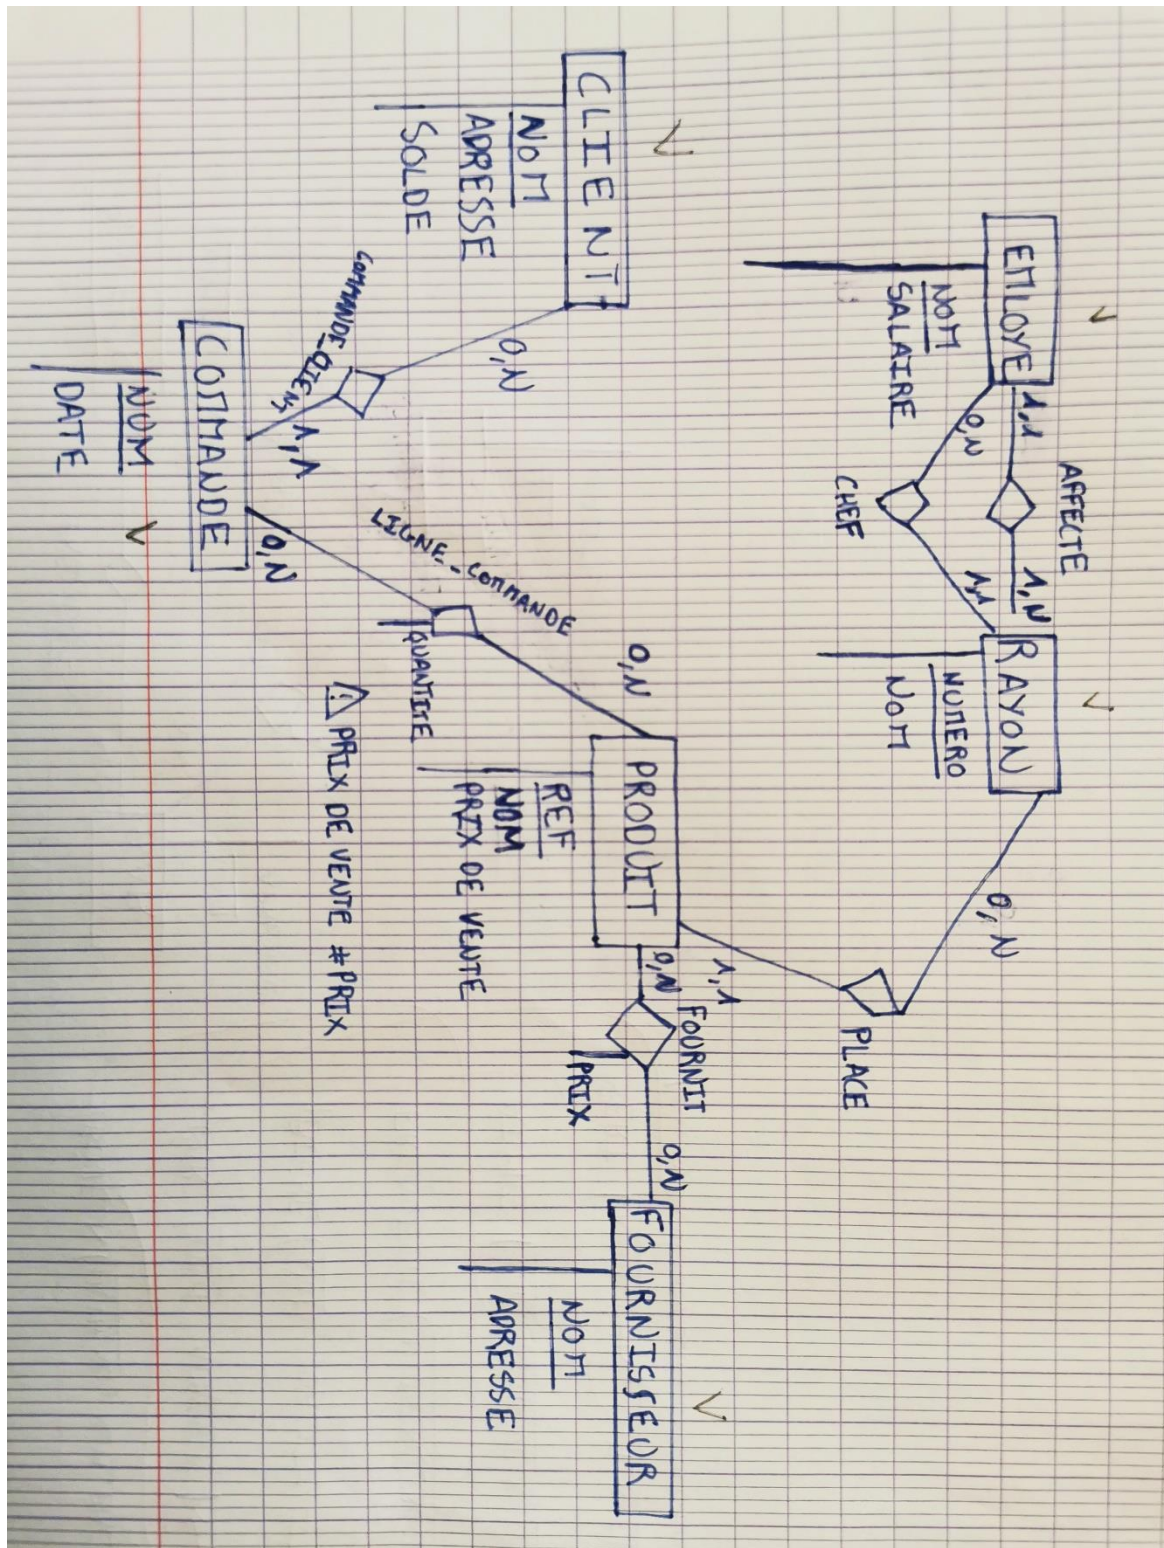 EMPLOYE
NOM
SALAIRE
1,1
AFFECTE
1,N
0,N
CHEF
1,1
RAYON
NUMERO
NOM
0,N
PLACE
1,1
CLIENT
NOM
ADRESSE
SOLDE
0,N
COMMANDE_CLIENT
1,1
COMMANDE
NUM
DATE
0,N
LIGNE_COMMANDE
QUANTITE
0,N
PRODUIT
REF
NOM
PRIX DE VENTE
0,N
FOURNIT
PRIX
0,N
FOURNISSEUR
NOM
ADRESSE
! PRIX DE VENTE ≠ PRIX